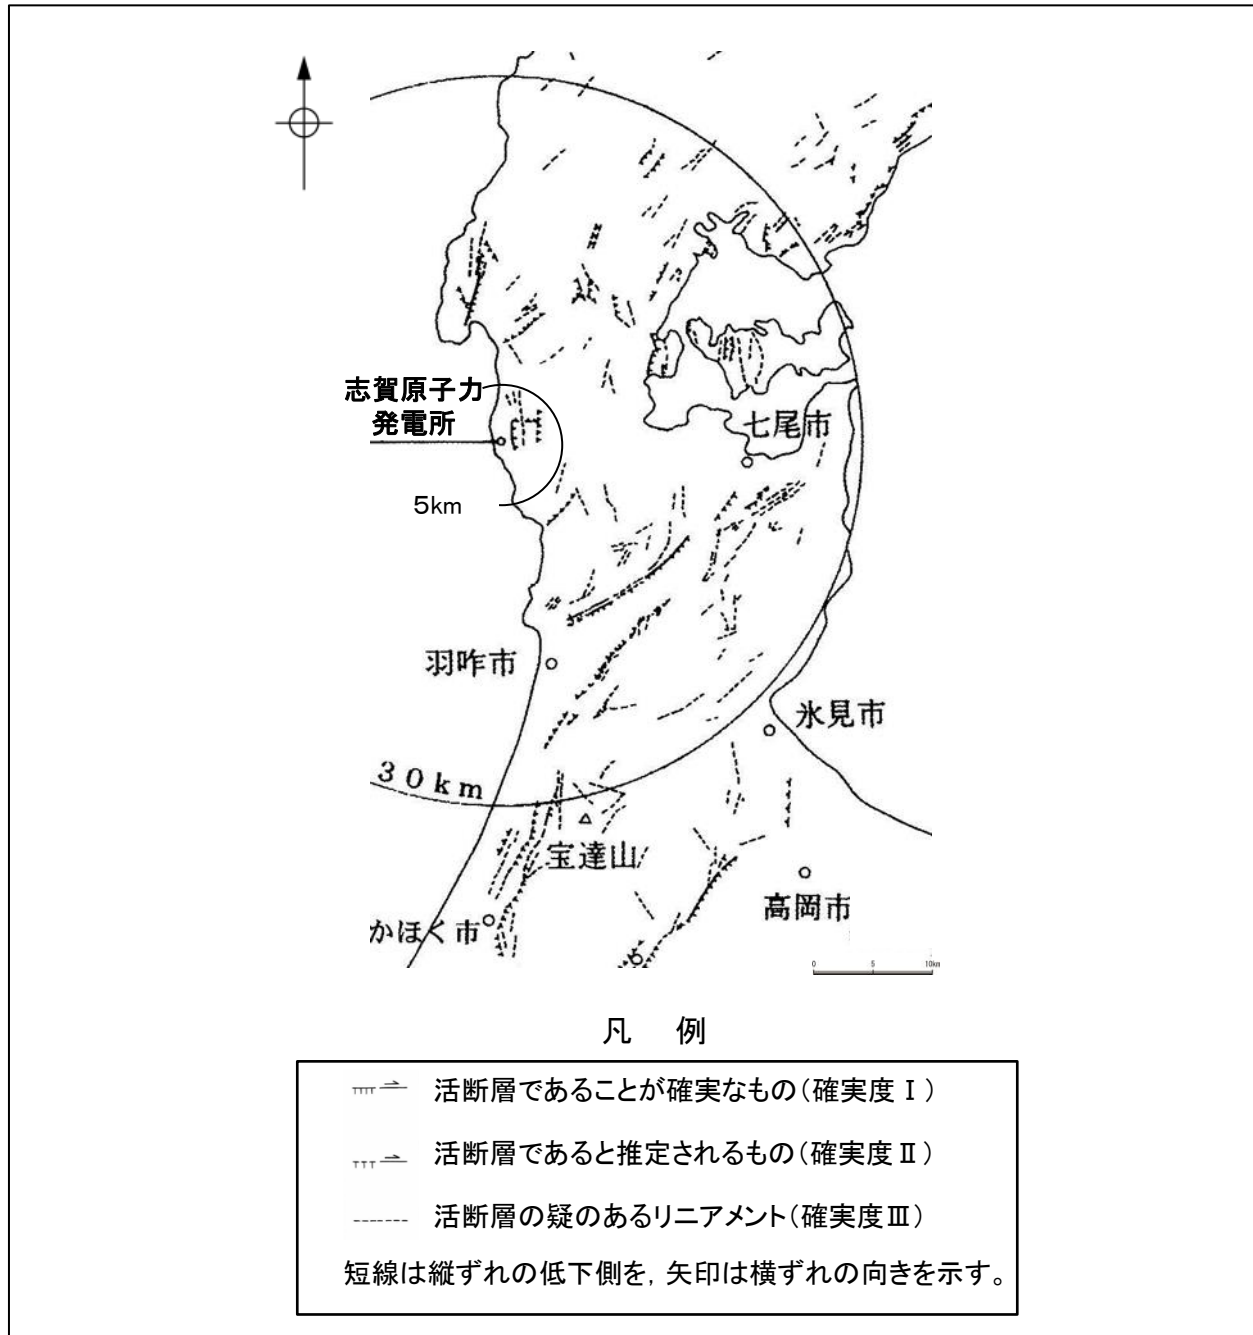 志賀原子力
発電所
5km
七尾市
羽咋市
氷見市
30km
宝達山
高岡市
かほく市
0 5 10km
凡 例
活断層であることが確実なもの(確実度Ⅰ)
活断層であると推定されるもの(確実度Ⅱ)
活断層の疑のあるリニアメント(確実度Ⅲ)
短線は縦ずれの低下側を,矢印は横ずれの向きを示す。